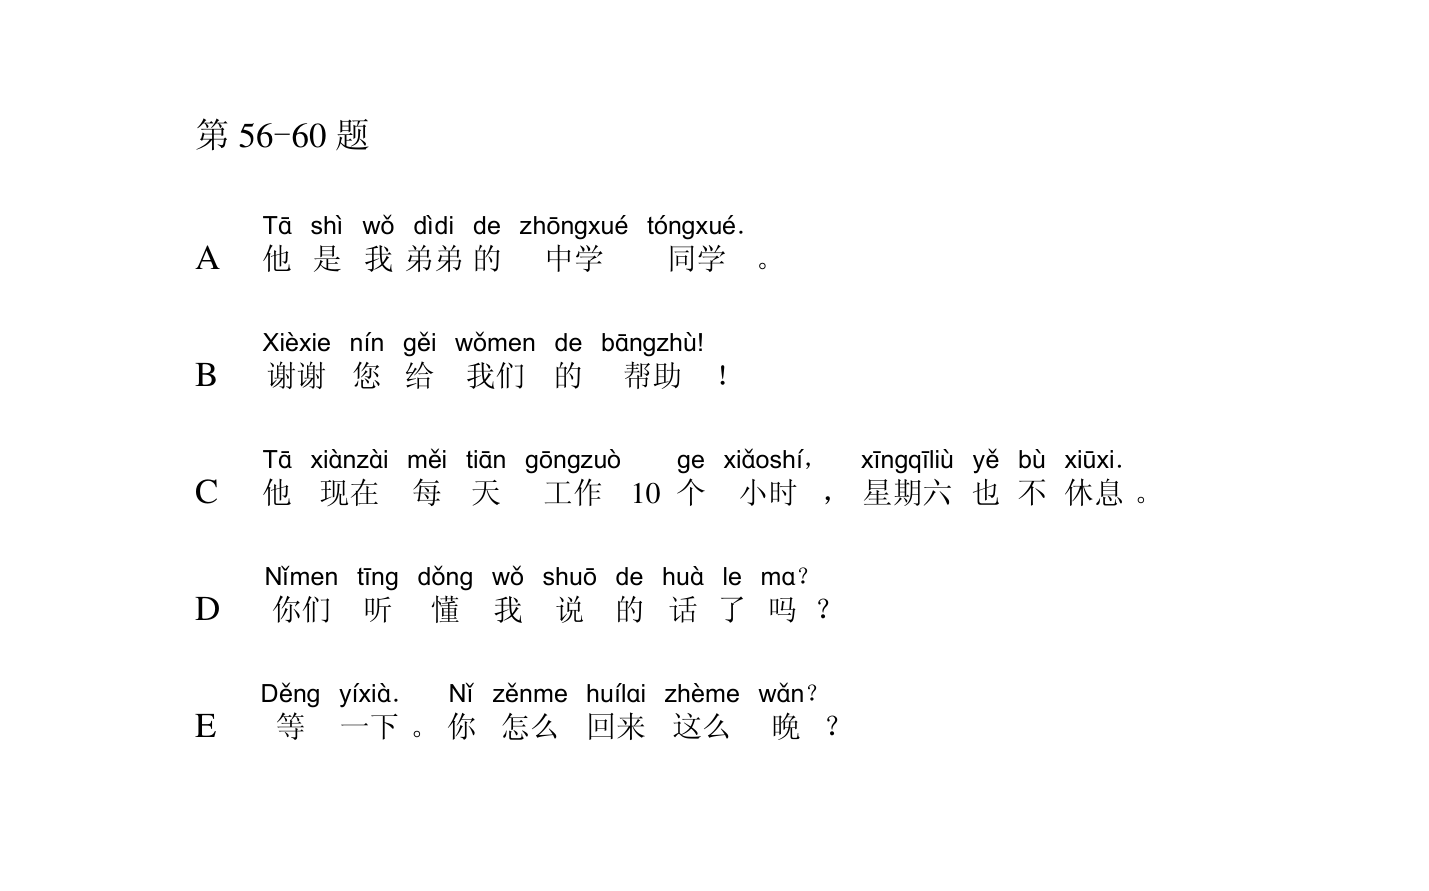 第 56-60 题
Tā shì wǒ dìdi de zhōngxué tóngxué.
A 他 是 我 弟弟 的 中学 同学 。
Xièxie nín gěi wǒmen de bāngzhù!
B 谢谢 您 给 我们 的 帮助 !
Tā xiànzài měi tiān gōngzuò ge xiǎoshí, xīngqīliù yě bù xiūxi.
C 他 现在 每 天 工作 10 个 小时 , 星期六 也 不 休息 。
Nǐmen tīng dǒng wǒ shuō de huà le ma?
D 你们 听 懂 我 说 的 话 了 吗 ?
Děng yíxià. Nǐ zěnme huílai zhème wǎn?
E 等 一下 。 你 怎么 回来 这么 晚 ?